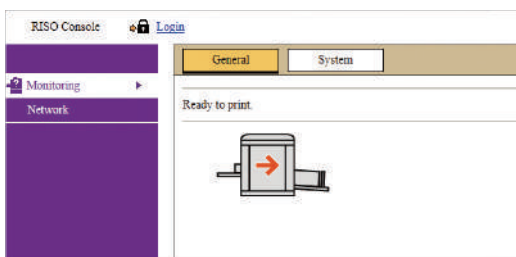 RISO Console Login
General System
Monitoring
Network
Ready to print.